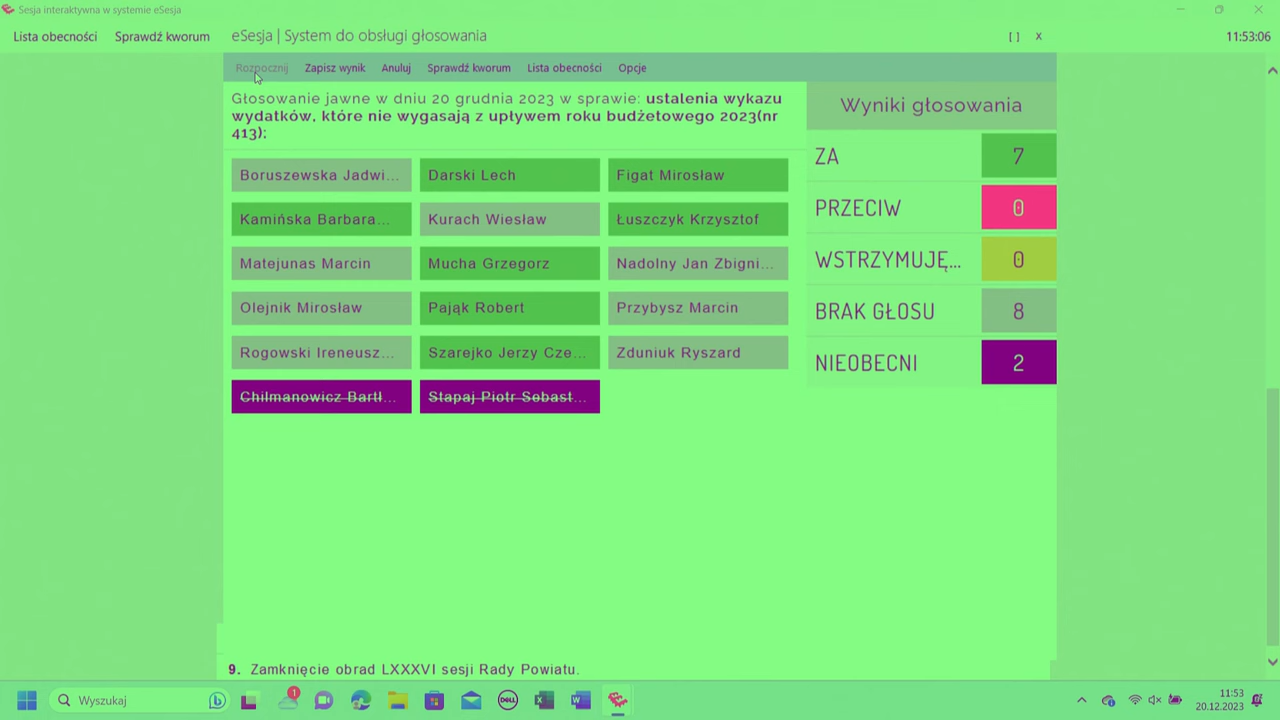 Sesja interaktywna w systemie eSesja
Lista obecności Sprawdź kworum eSesja | System do obsługi głosowania [ ] x 11:53:06
Rozpocznij Zapisz wynik Anuluj Sprawdź kworum Lista obecności Opcje
Głosowanie jawne w dniu 20 grudnia 2023 w sprawie: ustalenia wykazu
wydatków, które nie wygasają z upływem roku budżetowego 2023(nr
413);
Wyniki głosowania
Boruszewska Jadwi... Darski Lech Figat Mirosław
Kamińska Barbara... Kurach Wiesław Łuszczyk Krzysztof
Matejunas Marcin Mucha Grzegorz Nadolny Jan Zbigni...
Olejnik Mirosław Pająk Robert Przybysz Marcin
Rogowski Ireneusz... Szarejko Jerzy Cze... Zduniuk Ryszard
Chilmanowicz Bartł... Stapaj Piotr Sebast...
ZA 7
PRZECIW 0
WSTRZYMUJĘ... 0
BRAK GŁOSU 8
NIEOBECNI 2
9. Zamknięcie obrad LXXXVI sesji Rady Powiatu.
Wyszukaj
1
DELL
11:53
20.12.2023